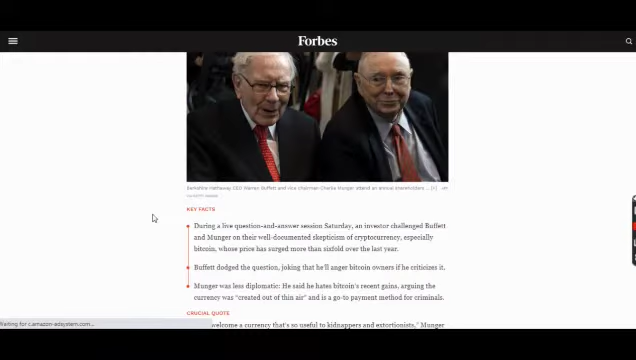 Forbes
Berkshire Hathaway CEO Warren Buffett and vice chairman Charlie Munger attend an annual shareholders ... [+]
KEY FACTS
During a live question-and-answer session Saturday, an investor challenged Buffett
and Munger on their well-documented skepticism of cryptocurrency, especially
bitcoin, whose price has surged more than sixfold over the last year.
Buffett dodged the question, joking that he'll anger bitcoin owners if he criticizes it.
Munger was less diplomatic: He said he hates bitcoin's recent gains, arguing the
currency was "created out of thin air" and is a go-to payment method for criminals.
CRUCIAL QUOTE
welcome a currency that's so useful to kidnappers and extortionists," Munger
Waiting for c.amazon-adsystem.com...